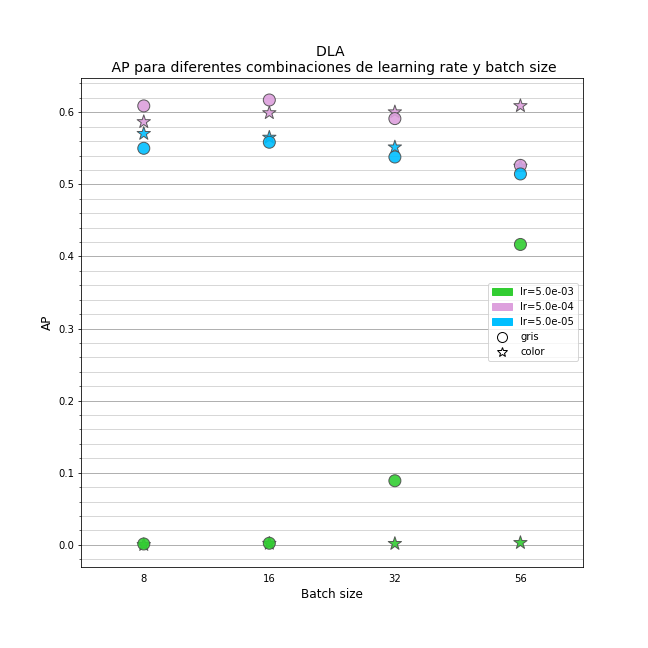 DLA
AP para diferentes combinaciones de learning rate y batch size
0.6
0.5
0.4
0.3
0.2
0.1
0.0
AP
lr=5.0e-03
lr=5.0e-04
lr=5.0e-05
gris
color
8
16
32
56
Batch size